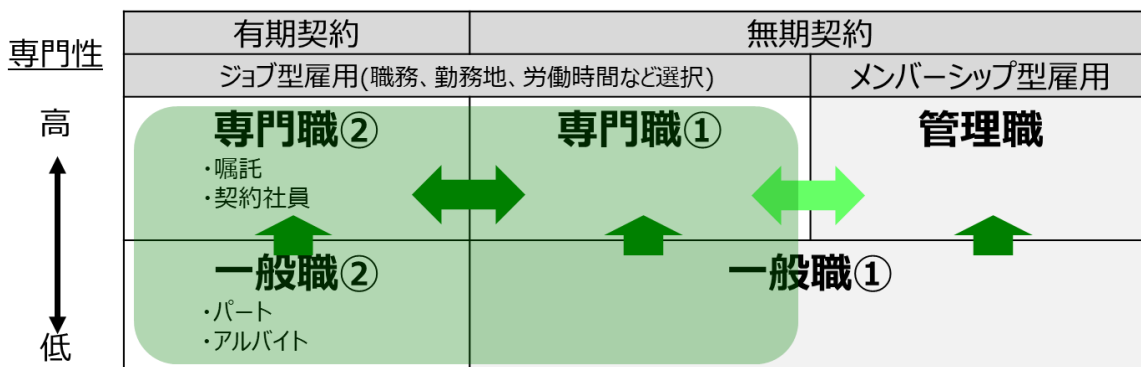 有期契約
無期契約
専門性
ジョブ型雇用(職務、勤務地、労働時間など選択)
メンバーシップ型雇用
高
専門職②
専門職①
管理職
・嘱託
・契約社員
一般職②
一般職①
・パート
・アルバイト
低